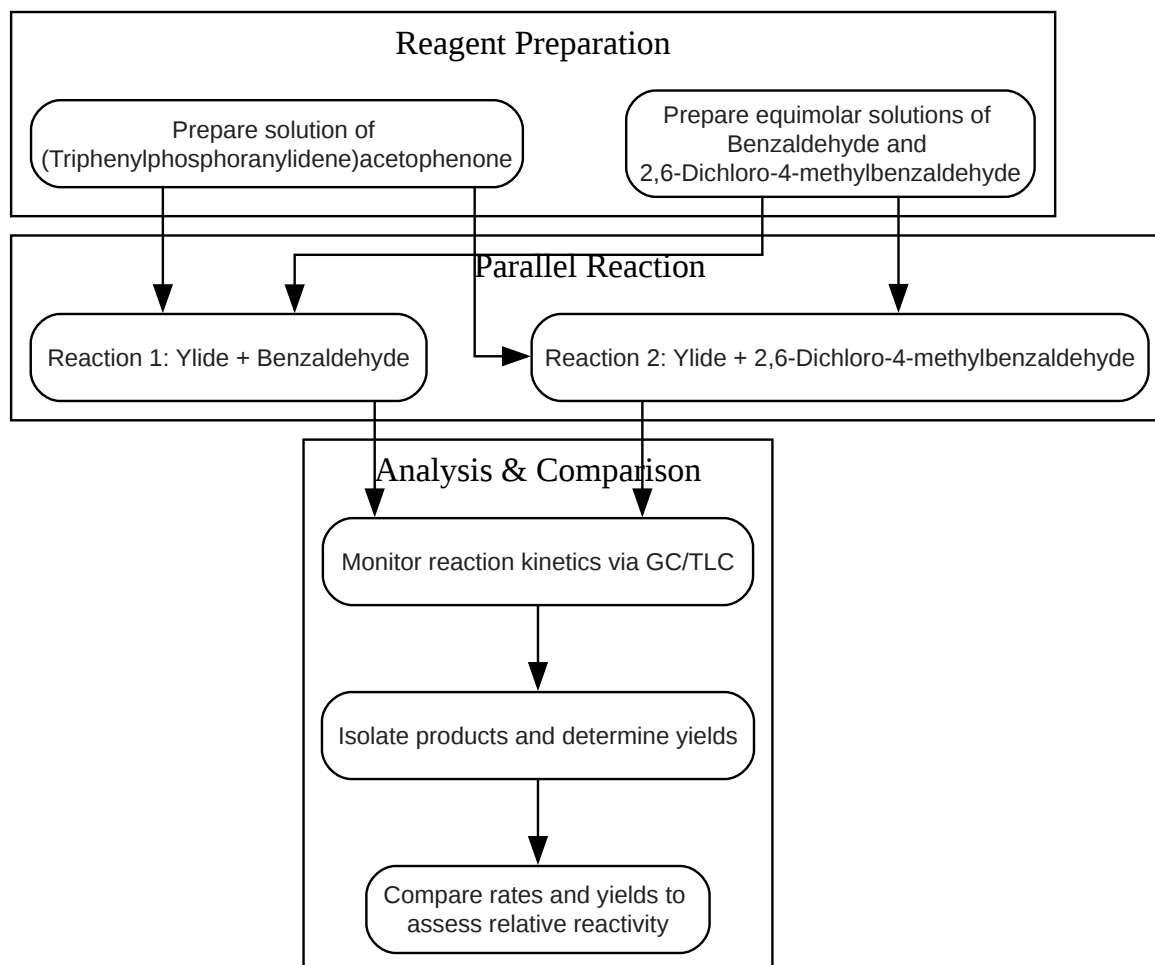 Reagent Preparation
Prepare solution of
(Triphenylphosphoranylidene)acetophenone
Prepare equimolar solutions of
Benzaldehyde and
2,6-Dichloro-4-methylbenzaldehyde
Parallel Reaction
Reaction 1: Ylide + Benzaldehyde
Reaction 2: Ylide + 2,6-Dichloro-4-methylbenzaldehyde
Analysis & Comparison
Monitor reaction kinetics via GC/TLC
Isolate products and determine yields
Compare rates and yields to
assess relative reactivity